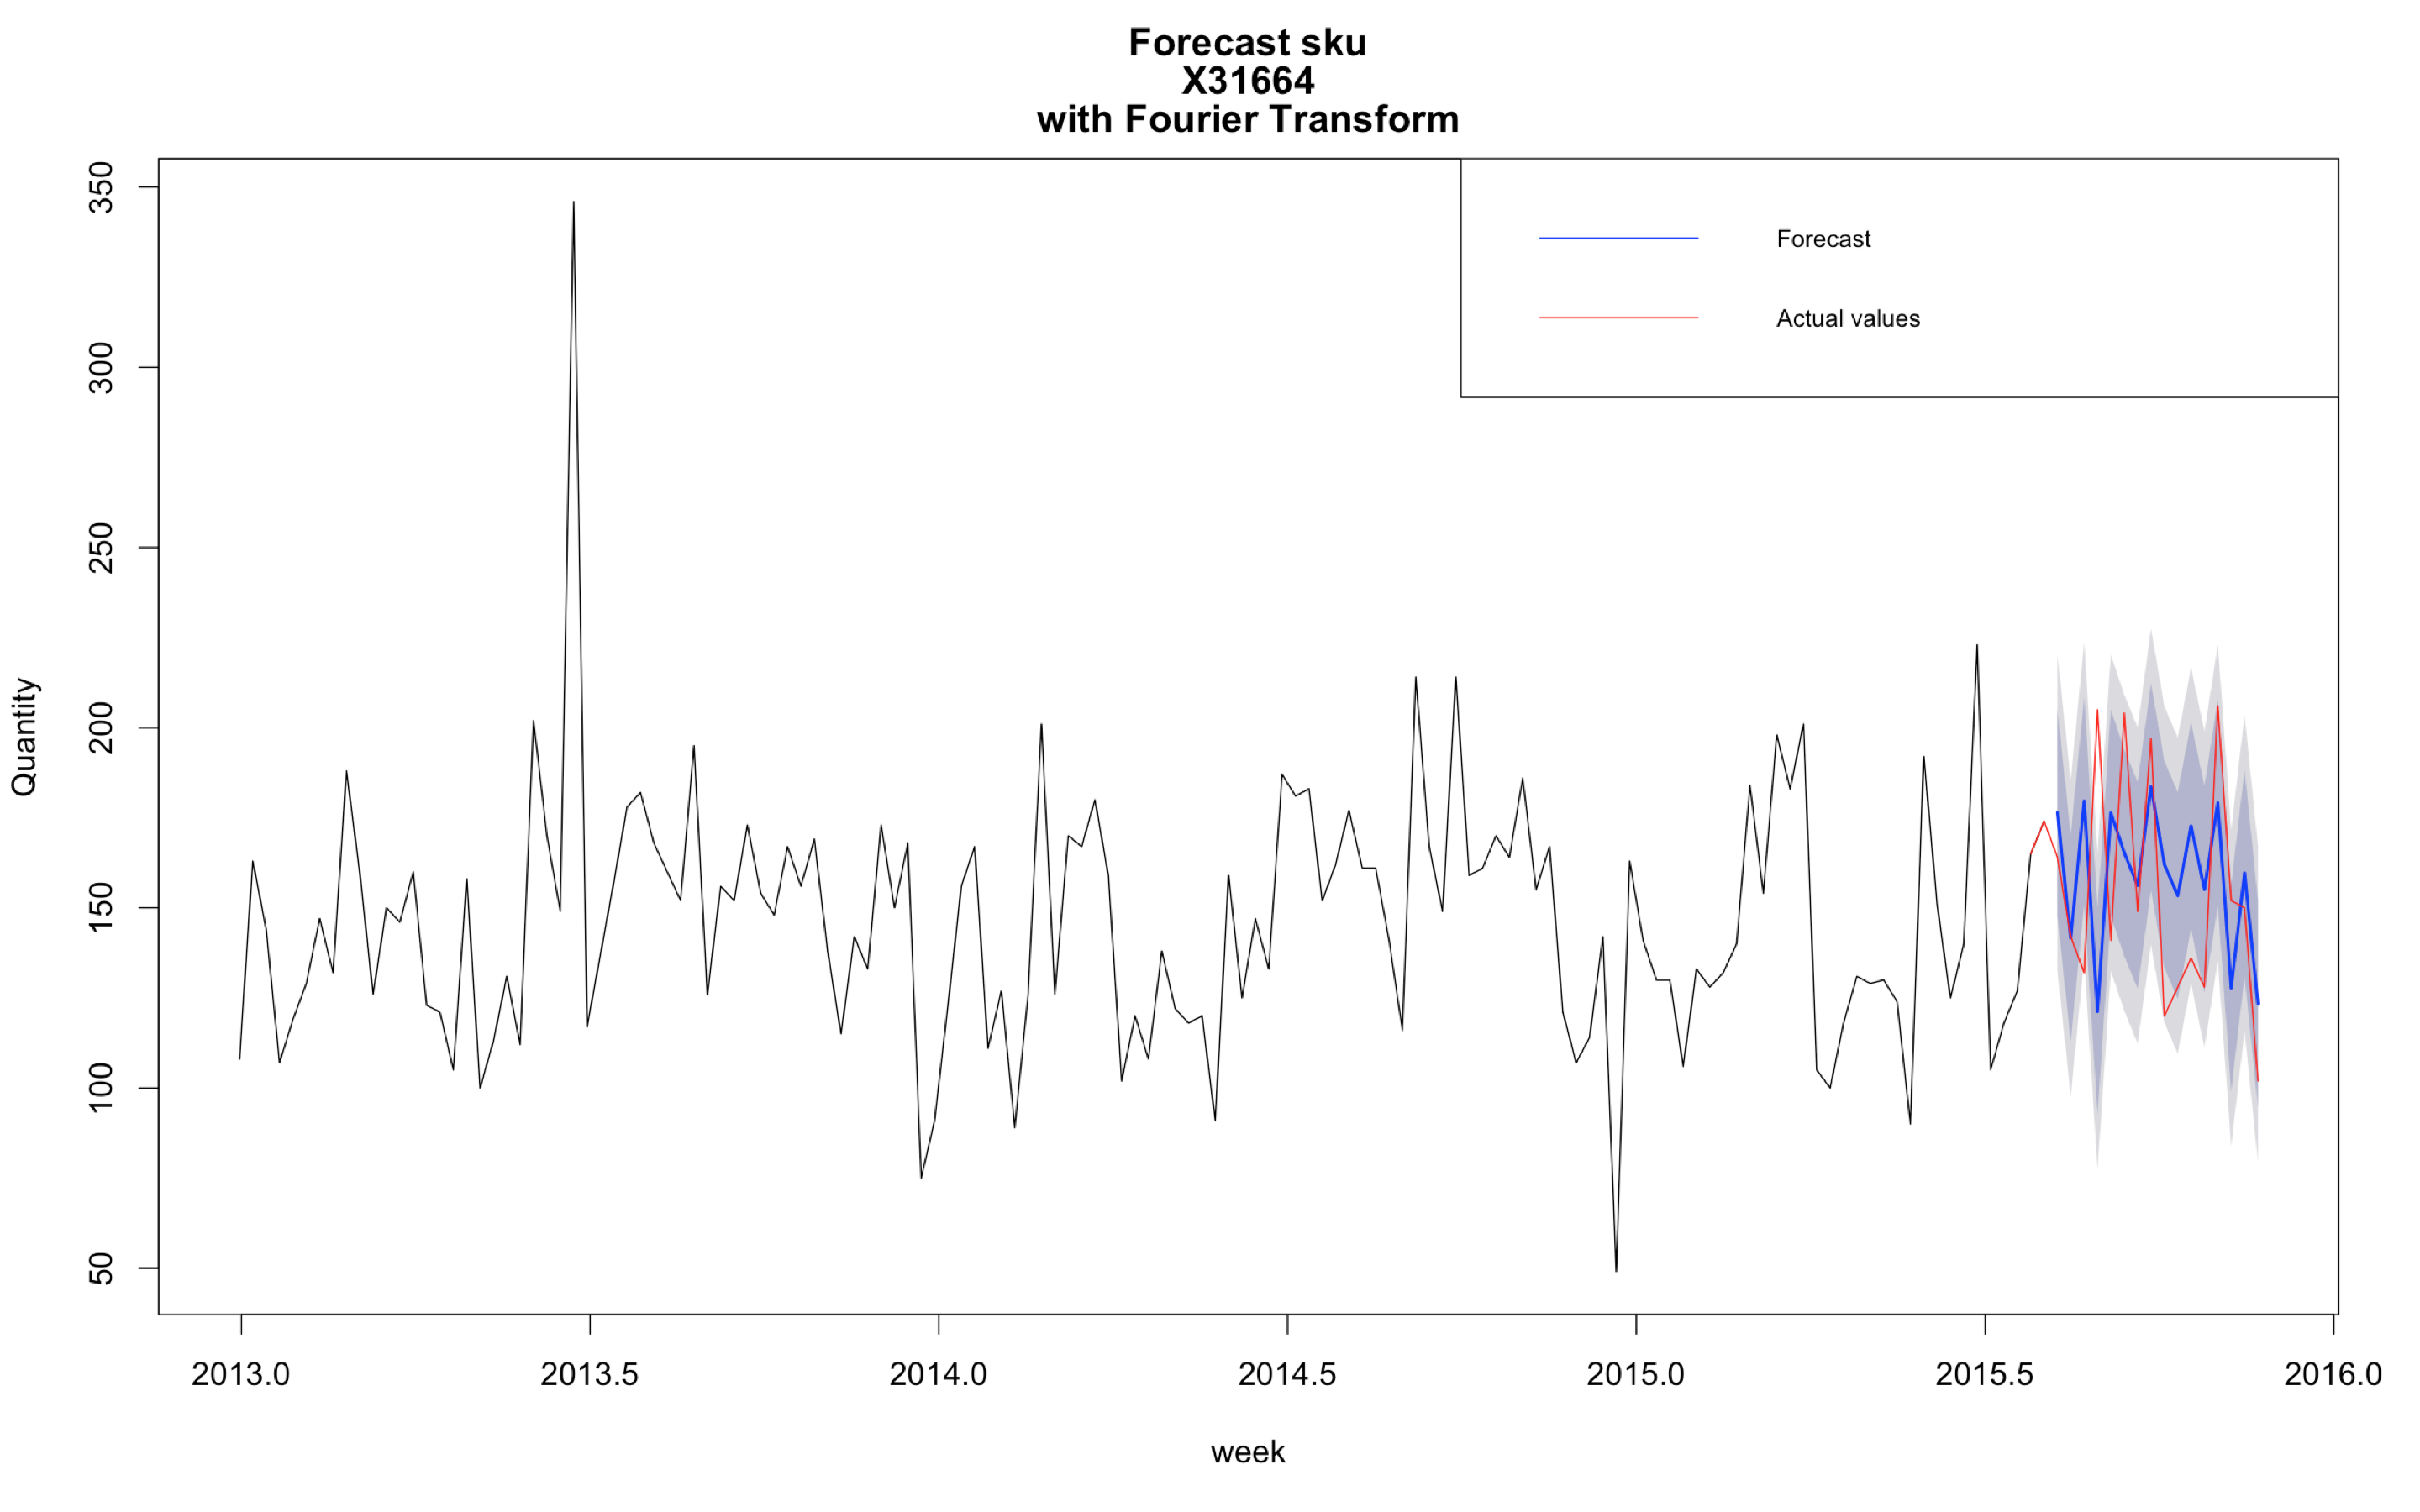 Forecast sku
X31664
with Fourier Transform
350
300
250
200
150
100
50
Quantity
Forecast
Actual values
2013.0 2013.5 2014.0 2014.5 2015.0 2015.5 2016.0
week